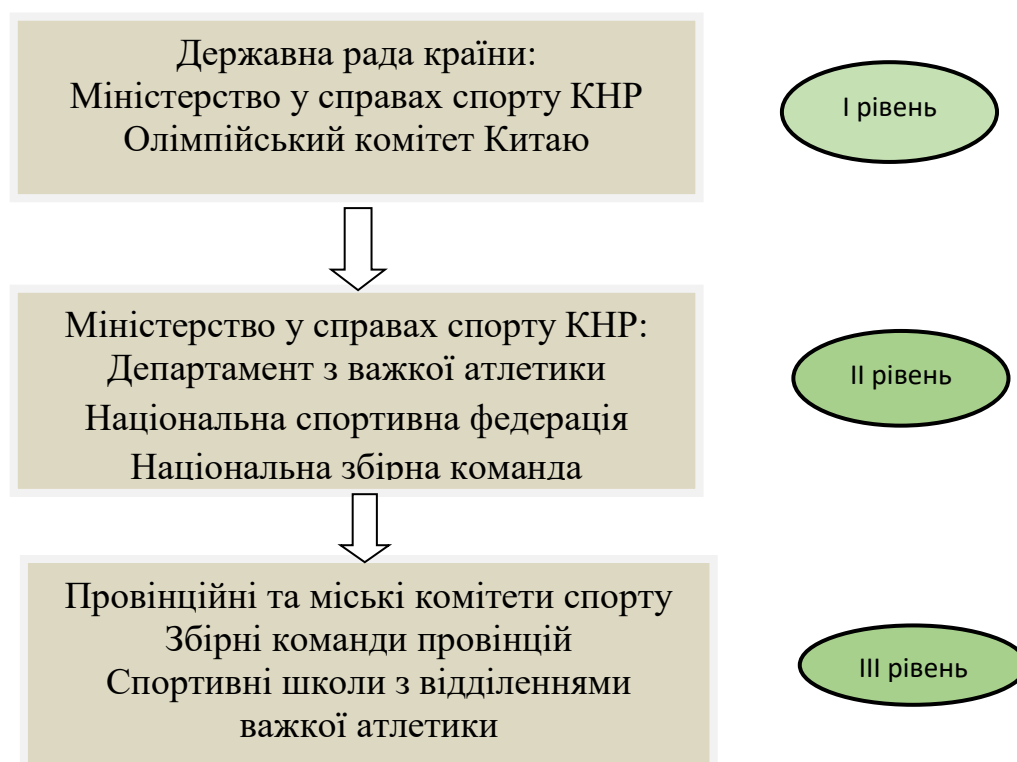 Державна рада країни:
Міністерство у справах спорту КНР
Олімпійський комітет Китаю
І рівень
Міністерство у справах спорту КНР:
Департамент з важкої атлетики
Національна спортивна федерація
Національна збірна команда
ІІ рівень
Провінційні та міські комітети спорту
Збірні команди провінцій
Спортивні школи з відділеннями
важкої атлетики
ІІІ рівень